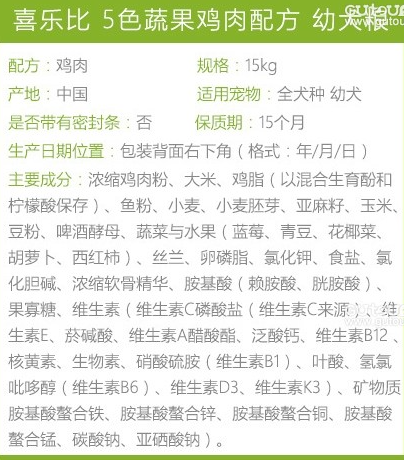 喜乐比 5色蔬果鸡肉配方 幼犬粮
配方：鸡肉 规格：15kg
产地：中国 适用宠物：全犬种 幼犬
是否带有密封条：否 保质期：15个月
生产日期位置：包装背面右下角（格式：年/月/日）
主要成分：浓缩鸡肉粉、大米、鸡脂（以混合生育酚和
柠檬酸保存）、鱼粉、小麦、小麦胚芽、亚麻籽、玉米、
豆粉、啤酒酵母、蔬菜与水果（蓝莓、青豆、花椰菜、
胡萝卜、西红柿）、丝兰、卵磷脂、氯化钾、食盐、氯
化胆碱、浓缩软骨精华、胺基酸（赖胺酸、胱胺酸）、
果寡糖、维生素（维生素C磷酸盐（维生素C来源）、维
生素E、菸碱酸、维生素A醋酸酯、泛酸钙、维生素B12、
核黄素、生物素、硝酸硫胺（维生素B1）、叶酸、氢氯
吡哆醇（维生素B6）、维生素D3、维生素K3）、矿物质
胺基酸螯合铁、胺基酸螯合锌、胺基酸螯合铜、胺基酸
螯合锰、碳酸钠、亚硒酸钠）。